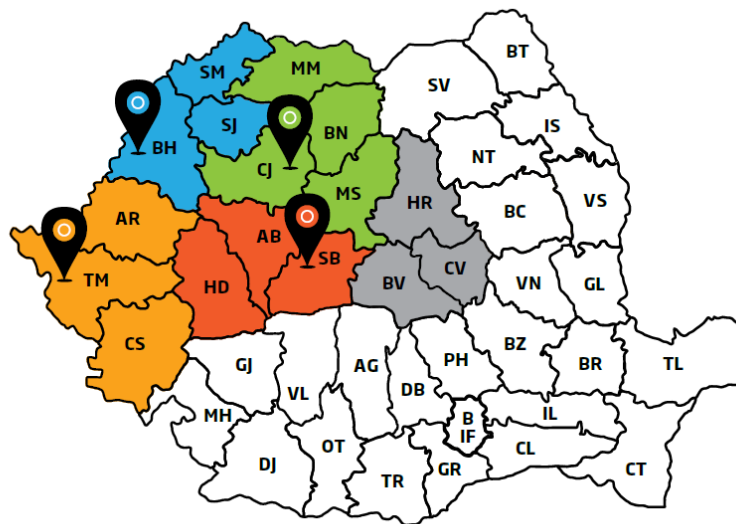 BT
SM
MM
SV
SJ
BN
IS
BH
CJ
NT
MS
HR
BC
VS
AR
AB
SB
TM
HD
BV
CV
VN
GL
CS
GJ
VL
AG
DB
PH
BZ
BR
TL
MH
B
IF
IL
DJ
OT
TR
GR
CL
CT